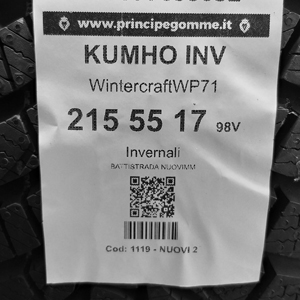 www.principegomme.it
KUMHO INV
WintercraftWP71
215 55 17 98V
Invernali
BATTISTRADA NUOVIMM
Cod: 1119 - NUOVI 2